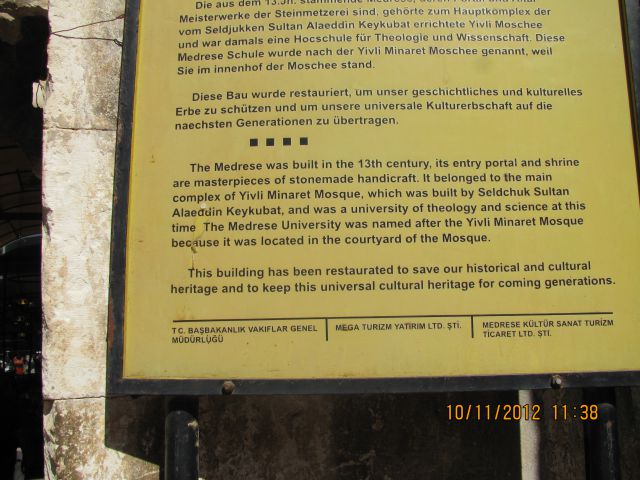 Die aus dem 13.Jh. stammende Medrese, deren Portal und Altar
Meisterwerke der Steinmetzerei sind, gehörte zum Hauptkomplex der
vom Seldjukken Sultan Alaeddin Keykubat errichtete Yivli Moschee
und war damals eine Hocschule für Theologie und Wissenschaft. Diese
Medrese Schule wurde nach der Yivli Minaret Moschee genannt, weil
Sie im innenhof der Moschee stand.
Diese Bau wurde restauriert, um unser geschichtliches und kulturelles
Erbe zu schützen und um unsere universale Kulturerbschaft auf die
naechsten Generationen zu übertragen.
The Medrese was built in the 13th century, its entry portal and shrine
are masterpieces of stonemade handicraft. It belonged to the main
complex of Yivli Minaret Mosque, which was built by Seldchuk Sultan
Alaeddin Keykubat, and was a university of theology and science at this
time The Medrese University was named after the Yivli Minaret Mosque
because it was located in the courtyard of the Mosque.
This building has been restaurated to save our historical and cultural
heritage and to keep this universal cultural heritage for coming generations.
T.C. BAŞBAKANLIK VAKIFLAR GENEL
MÜDÜRLÜĞÜ
MEGA TURİZM YATIRIM LTD. ŞTİ.
MEDRESE KÜLTÜR SANAT TURİZM
TİCARET LTD. ŞTİ.
10/11/2012 11:38